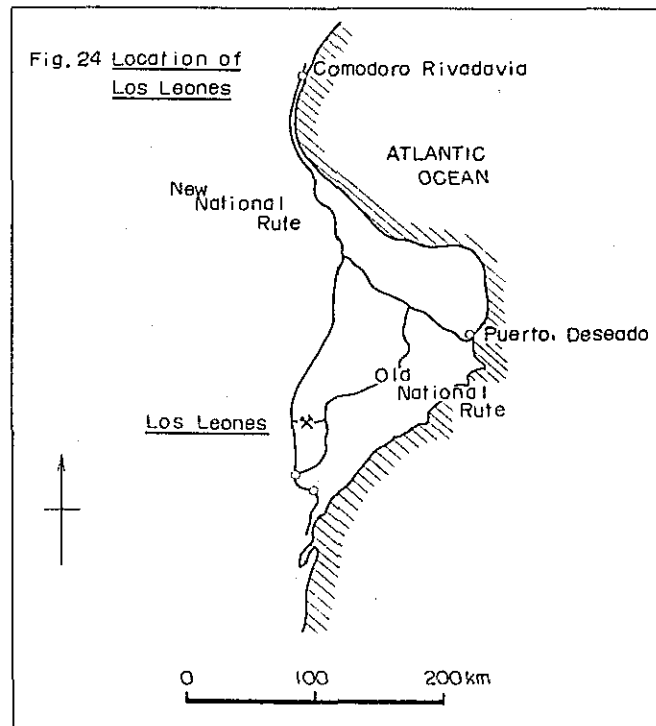 Fig. 24 Location of
Los Leones
Comodoro Rivadavia
ATLANTIC
OCEAN
New
National
Rute
Puerto. Deseado
Old
National
Rute
Los Leones
0 100 200 km